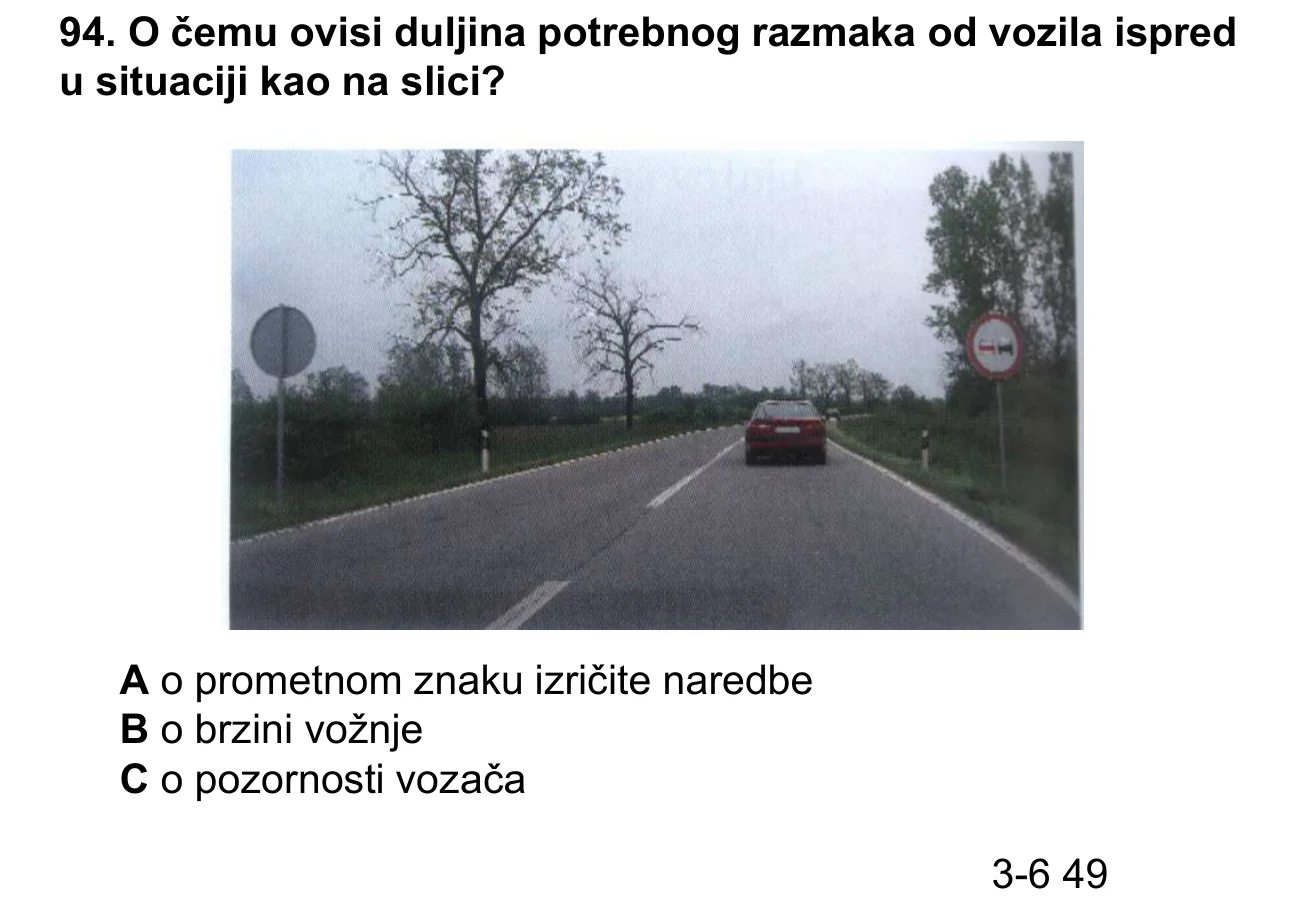 94. O čemu ovisi duljina potrebnog razmaka od vozila ispred
u situaciji kao na slici?
A o prometnom znaku izričite naredbe
B o brzini vožnje
C o pozornosti vozača
3-6 49